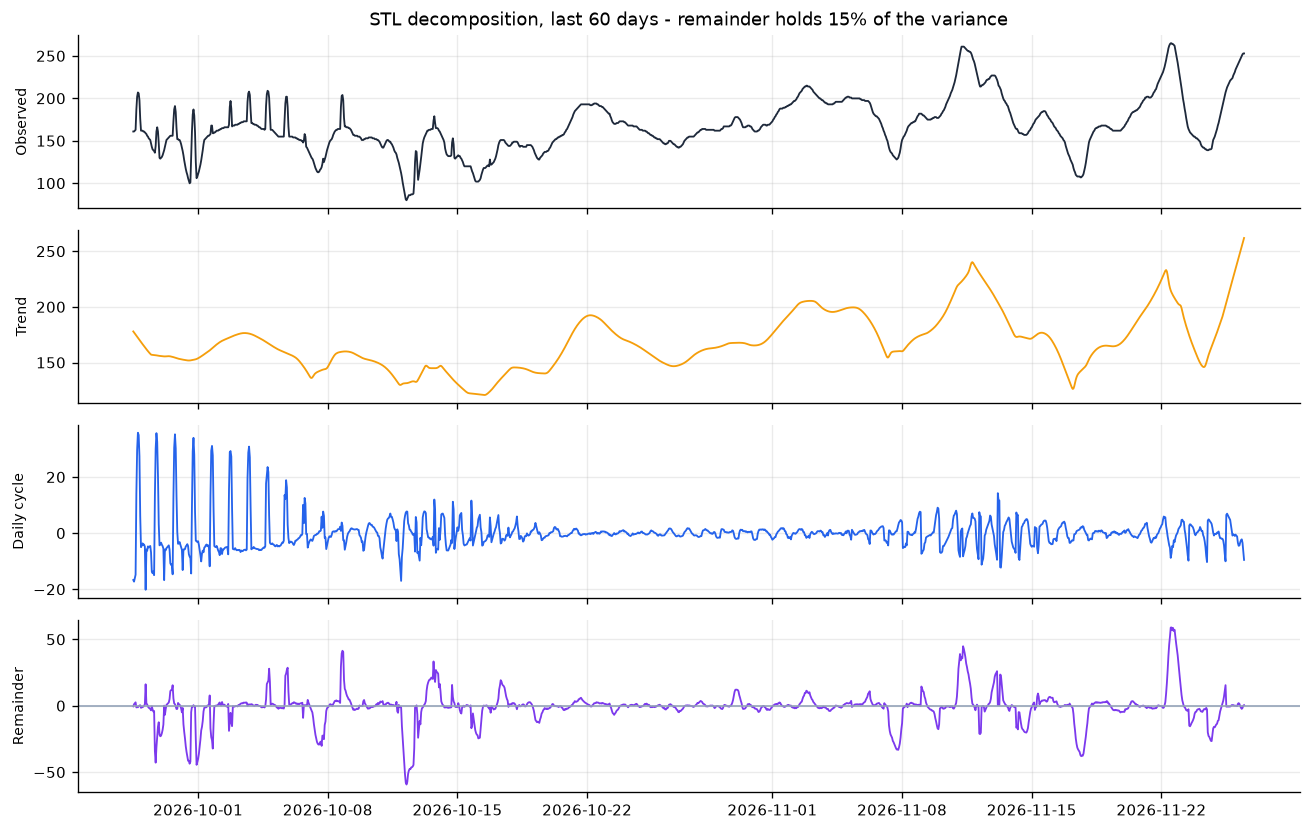 STL decomposition, last 60 days - remainder holds 15% of the variance
Observed
250
200
150
100
Trend
250
200
150
Daily cycle
20
0
−20
Remainder
50
0
−50
2026-10-01 2026-10-08 2026-10-15 2026-10-22 2026-11-01 2026-11-08 2026-11-15 2026-11-22